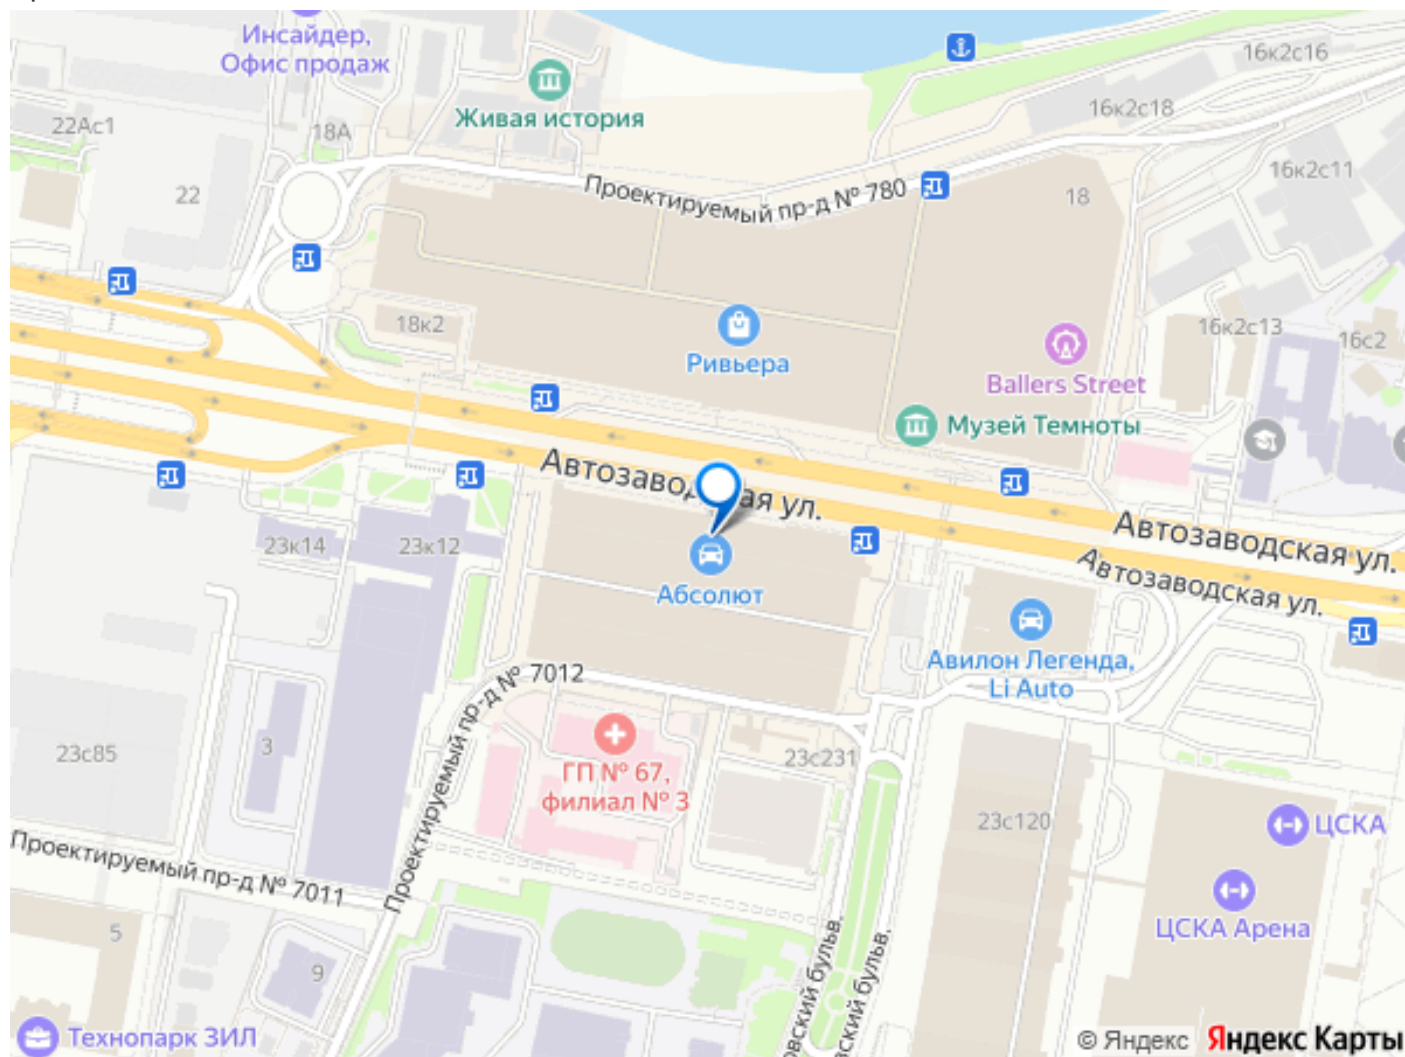 Инсайдер,
Офис продаж
Живая история
16к2с16
16к2с18
22Ас1
18А
16к2с11
22
Проектируемый пр-д № 780
18
18к2
Ривьера
16к2с13
16с2
Ballers Street
Музей Темноты
Автозаводская ул.
Автозаводская ул.
Автозаводская ул.
23к14
23к12
Абсолют
Авилон Легенда,
Li Auto
Проектируемый пр-д № 7012
23с85
3
ГП № 67,
филиал № 3
23с231
23с120
ЦСКА
Проектируемый пр-д № 7011
5
9
ЦСКА Арена
бульв.
бульв.
Технопарк ЗИЛ
© Яндекс Яндекс Карты